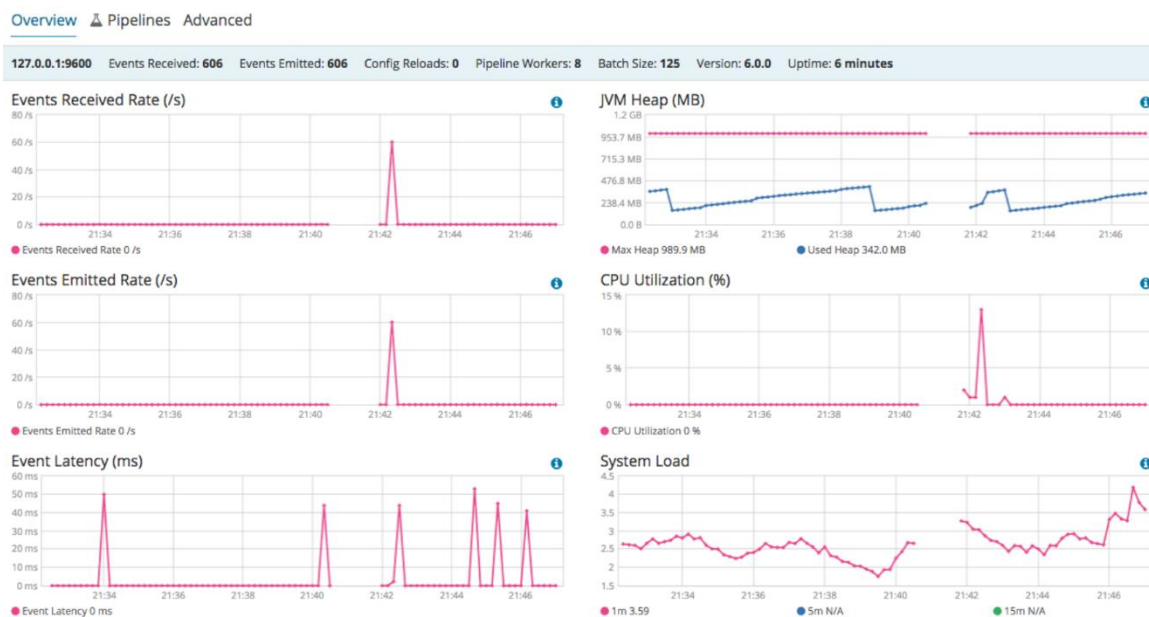 Overview Pipelines Advanced
127.0.0.1:9600 Events Received: 606 Events Emitted: 606 Config Reloads: 0 Pipeline Workers: 8 Batch Size: 125 Version: 6.0.0 Uptime: 6 minutes
Events Received Rate (/s)
80 /s
60 /s
40 /s
20 /s
0 /s
21:34 21:36 21:38 21:40 21:42 21:44 21:46
Events Received Rate 0 /s
JVM Heap (MB)
1.2 GB
953.7 MB
715.3 MB
476.8 MB
238.4 MB
0.0 B
21:34 21:36 21:38 21:40 21:42 21:44 21:46
Max Heap 989.9 MB Used Heap 342.0 MB
Events Emitted Rate (/s)
80 /s
60 /s
40 /s
20 /s
0 /s
21:34 21:36 21:38 21:40 21:42 21:44 21:46
Events Emitted Rate 0 /s
CPU Utilization (%)
15 %
10 %
5 %
0 %
21:34 21:36 21:38 21:40 21:42 21:44 21:46
CPU Utilization 0 %
Event Latency (ms)
60 ms
50 ms
40 ms
30 ms
20 ms
10 ms
0 ms
21:34 21:36 21:38 21:40 21:42 21:44 21:46
Event Latency 0 ms
System Load
4.5
4
3.5
3
2.5
2
1.5
21:34 21:36 21:38 21:40 21:42 21:44 21:46
1m 3.59 5m N/A 15m N/A